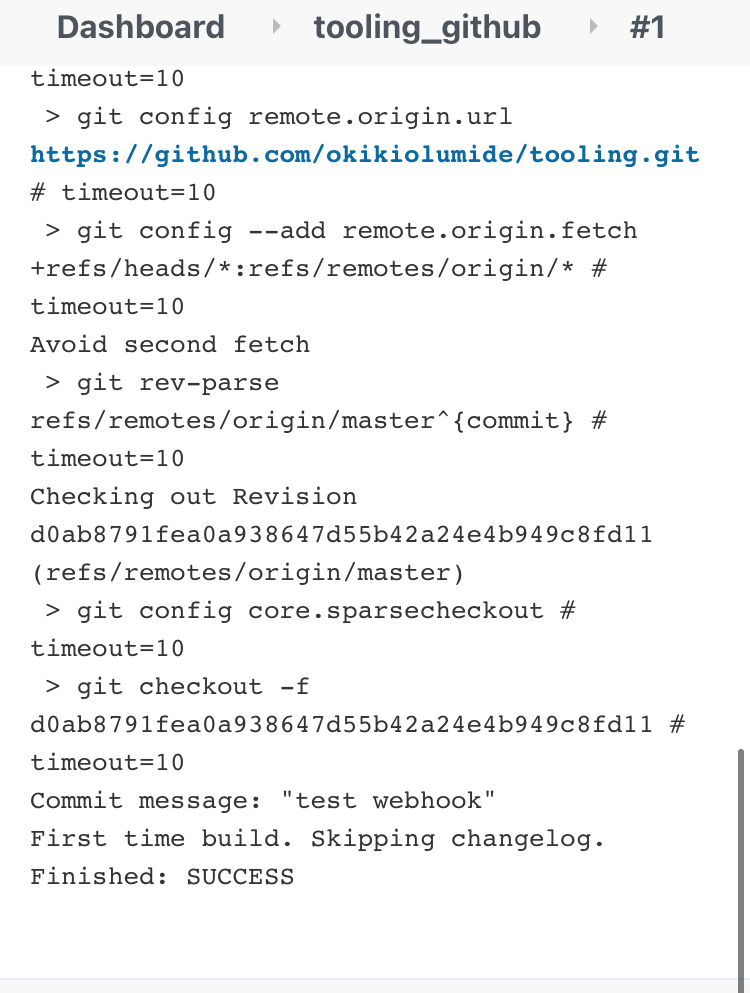 Dashboard tooling_github #1
timeout=10
> git config remote.origin.url
https://github.com/okikiolumide/tooling.git
# timeout=10
> git config --add remote.origin.fetch
+refs/heads/*:refs/remotes/origin/* #
timeout=10
Avoid second fetch
> git rev-parse
refs/remotes/origin/master^{commit} #
timeout=10
Checking out Revision
d0ab8791fea0a938647d55b42a24e4b949c8fd11
(refs/remotes/origin/master)
> git config core.sparsecheckout #
timeout=10
> git checkout -f
d0ab8791fea0a938647d55b42a24e4b949c8fd11 #
timeout=10
Commit message: "test webhook"
First time build. Skipping changelog.
Finished: SUCCESS